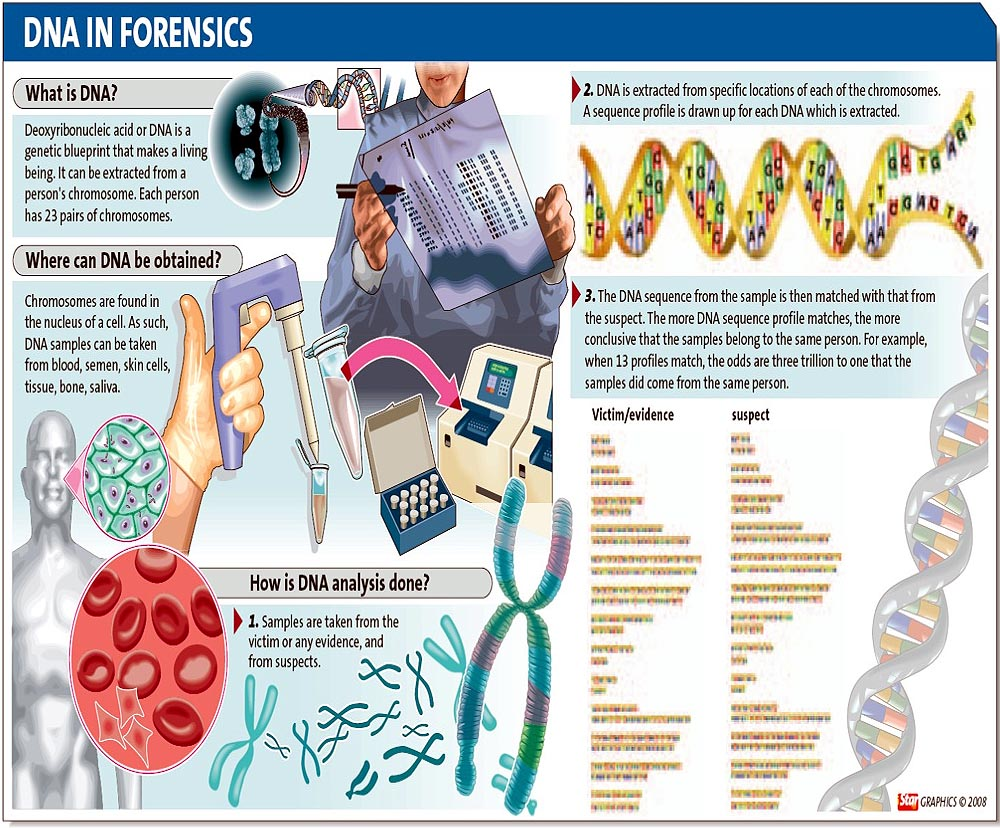 DNA IN FORENSICS
What is DNA?
Deoxyribonucleic acid or DNA is a
genetic blueprint that makes a living
being. It can be extracted from a
person's chromosome. Each person
has 23 pairs of chromosomes.
Where can DNA be obtained?
Chromosomes are found in
the nucleus of a cell. As such,
DNA samples can be taken
from blood, semen, skin cells,
tissue, bone, saliva.
How is DNA analysis done?
1. Samples are taken from the
victim or any evidence, and
from suspects.
2. DNA is extracted from specific locations of each of the chromosomes.
A sequence profile is drawn up for each DNA which is extracted.
3. The DNA sequence from the sample is then matched with that from
the suspect. The more DNA sequence profile matches, the more
conclusive that the samples belong to the same person. For example,
when 13 profiles match, the odds are three trillion to one that the
samples did come from the same person.
Victim/evidence
suspect
Star GRAPHICS © 2008